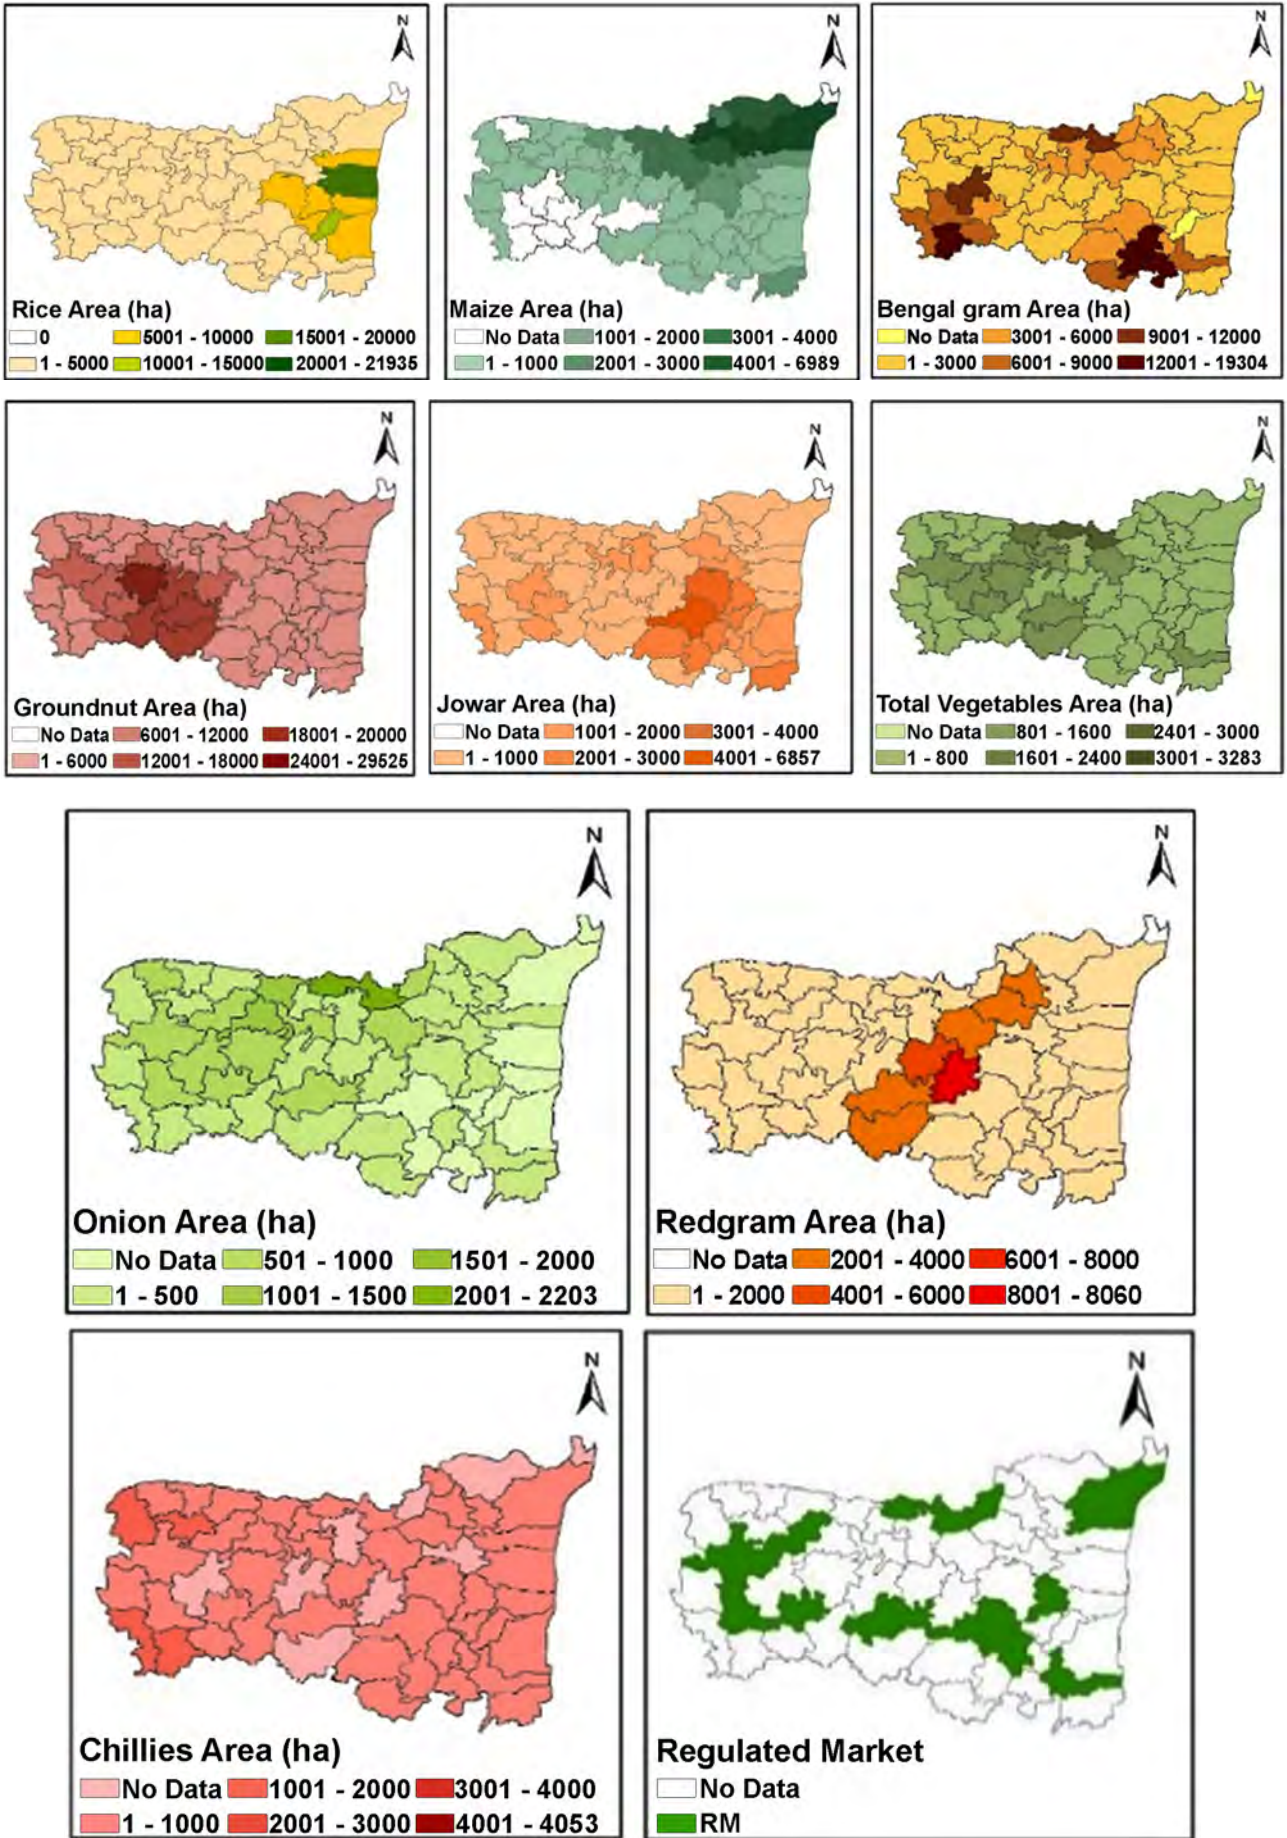 N
N
N
Rice Area (ha)
0 5001 - 10000 15001 - 20000
1 - 5000 10001 - 15000 20001 - 21935
Maize Area (ha)
No Data 1001 - 2000 3001 - 4000
1 - 1000 2001 - 3000 4001 - 6989
Bengal gram Area (ha)
No Data 3001 - 6000 9001 - 12000
1 - 3000 6001 - 9000 12001 - 19304
N
N
N
Groundnut Area (ha)
No Data 6001 - 12000 18001 - 20000
1 - 6000 12001 - 18000 24001 - 29525
Jowar Area (ha)
No Data 1001 - 2000 3001 - 4000
1 - 1000 2001 - 3000 4001 - 6857
Total Vegetables Area (ha)
No Data 801 - 1600 2401 - 3000
1 - 800 1601 - 2400 3001 - 3283
N
N
Onion Area (ha)
No Data 501 - 1000 1501 - 2000
1 - 500 1001 - 1500 2001 - 2203
Redgram Area (ha)
No Data 2001 - 4000 6001 - 8000
1 - 2000 4001 - 6000 8001 - 8060
N
N
Chillies Area (ha)
No Data 1001 - 2000 3001 - 4000
1 - 1000 2001 - 3000 4001 - 4053
Regulated Market
No Data
RM